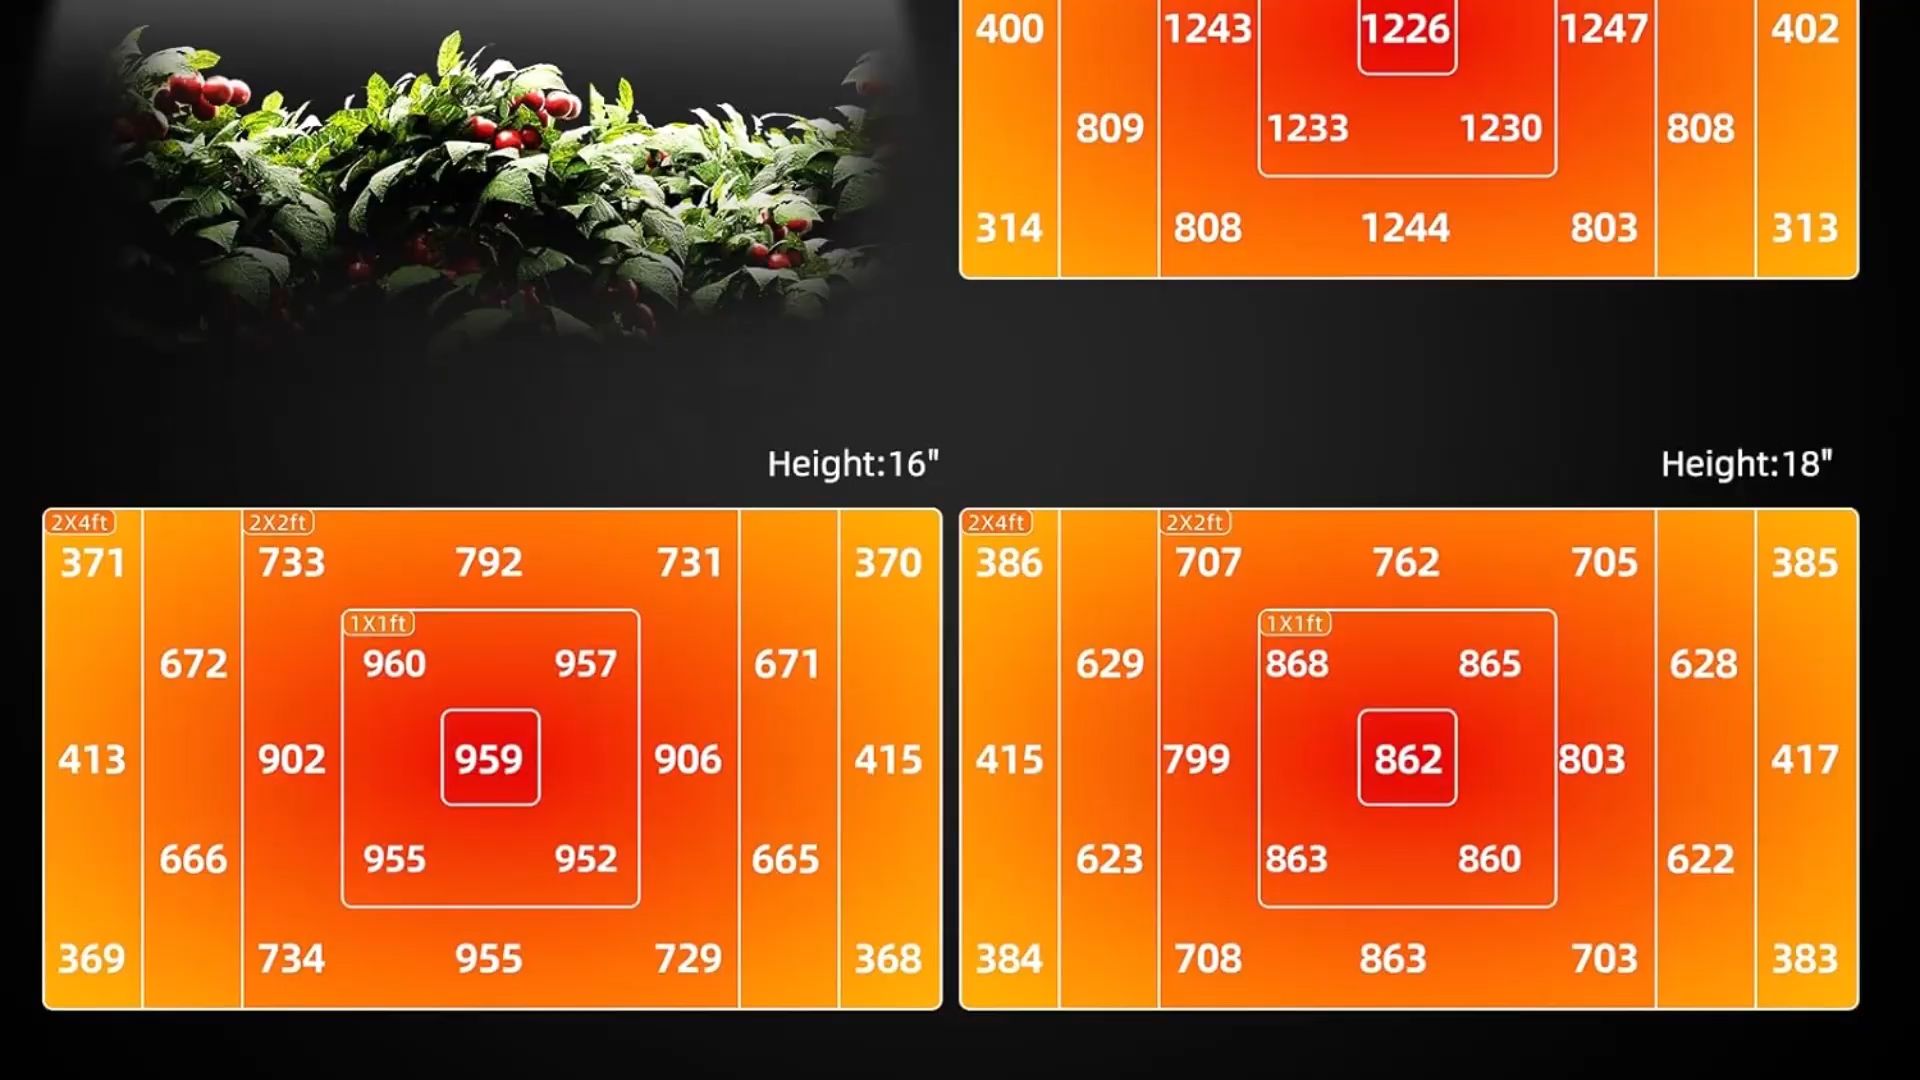 400 1243 1226 1247 402
809 1233 1230 808
314 808 1244 803 313
Height:16"
2X4ft 2X2ft
371 733 792 731 370
1X1ft
672 960 957 671
413 902 959 906 415
666 955 952 665
369 734 955 729 368
Height:18"
2X4ft 2X2ft
386 707 762 705 385
1X1ft
629 868 865 628
415 799 862 803 417
623 863 860 622
384 708 863 703 383